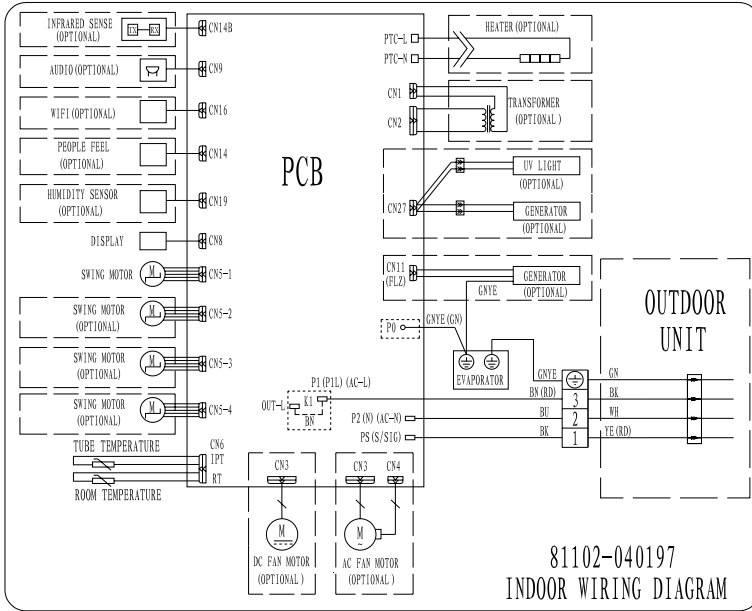 INFRARED SENSE
(OPTIONAL)
TX
RX
CN14B
AUDIO(OPTIONAL)
CN9
WIFI(OPTIONAL)
CN16
PEOPLE FEEL
(OPTIONAL)
CN14
HUMIDITY SENSOR
(OPTIONAL)
CN19
DISPLAY
CN8
SWING MOTOR
M
CN5-1
SWING MOTOR
(OPTIONAL)
M
CN5-2
SWING MOTOR
(OPTIONAL)
M
CN5-3
SWING MOTOR
(OPTIONAL)
M
CN5-4
TUBE TEMPERATURE
CN6
IPT
RT
ROOM TEMPERATURE
PCB
PTC-L
PTC-N
HEATER(OPTIONAL)
CN1
CN2
TRANSFORMER
(OPTIONAL)
CN27
UV LIGHT
(OPTIONAL)
GENERATOR
(OPTIONAL)
CN11
(FLZ)
GNYE
GENERATOR
(OPTIONAL)
P0
GNYE(GN)
EVAPORATOR
P1(P1L)(AC-L)
OUT-L
K1
BN
P2(N)(AC-N)
PS(S/SIG)
GNYE
BN(RD)
BU
BK
3
2
1
GN
BK
WH
YE(RD)
OUTDOOR
UNIT
CN3
M
DC FAN MOTOR
(OPTIONAL)
CN3
CN4
M
~
AC FAN MOTOR
(OPTIONAL)
81102-040197
INDOOR WIRING DIAGRAM